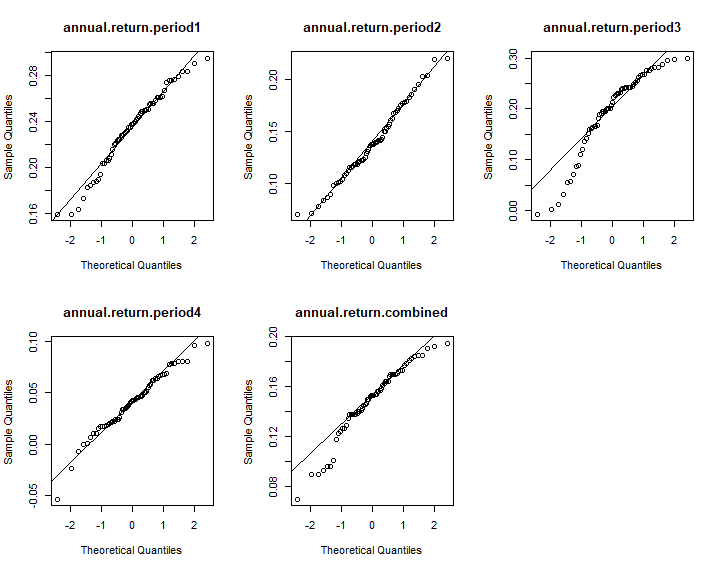 annual.return.period1
Sample Quantiles
0.16 0.20 0.24 0.28
-2 -1 0 1 2
Theoretical Quantiles
annual.return.period2
Sample Quantiles
0.10 0.15 0.20
-2 -1 0 1 2
Theoretical Quantiles
annual.return.period3
Sample Quantiles
0.00 0.10 0.20 0.30
-2 -1 0 1 2
Theoretical Quantiles
annual.return.period4
Sample Quantiles
-0.05 0.00 0.05 0.10
-2 -1 0 1 2
Theoretical Quantiles
annual.return.combined
Sample Quantiles
0.08 0.12 0.16 0.20
-2 -1 0 1 2
Theoretical Quantiles